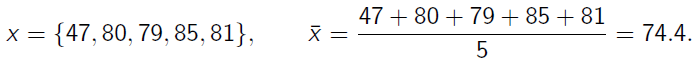 x = {47, 80, 79, 85, 81},    x̄ = (47 + 80 + 79 + 85 + 81) / 5 = 74.4.